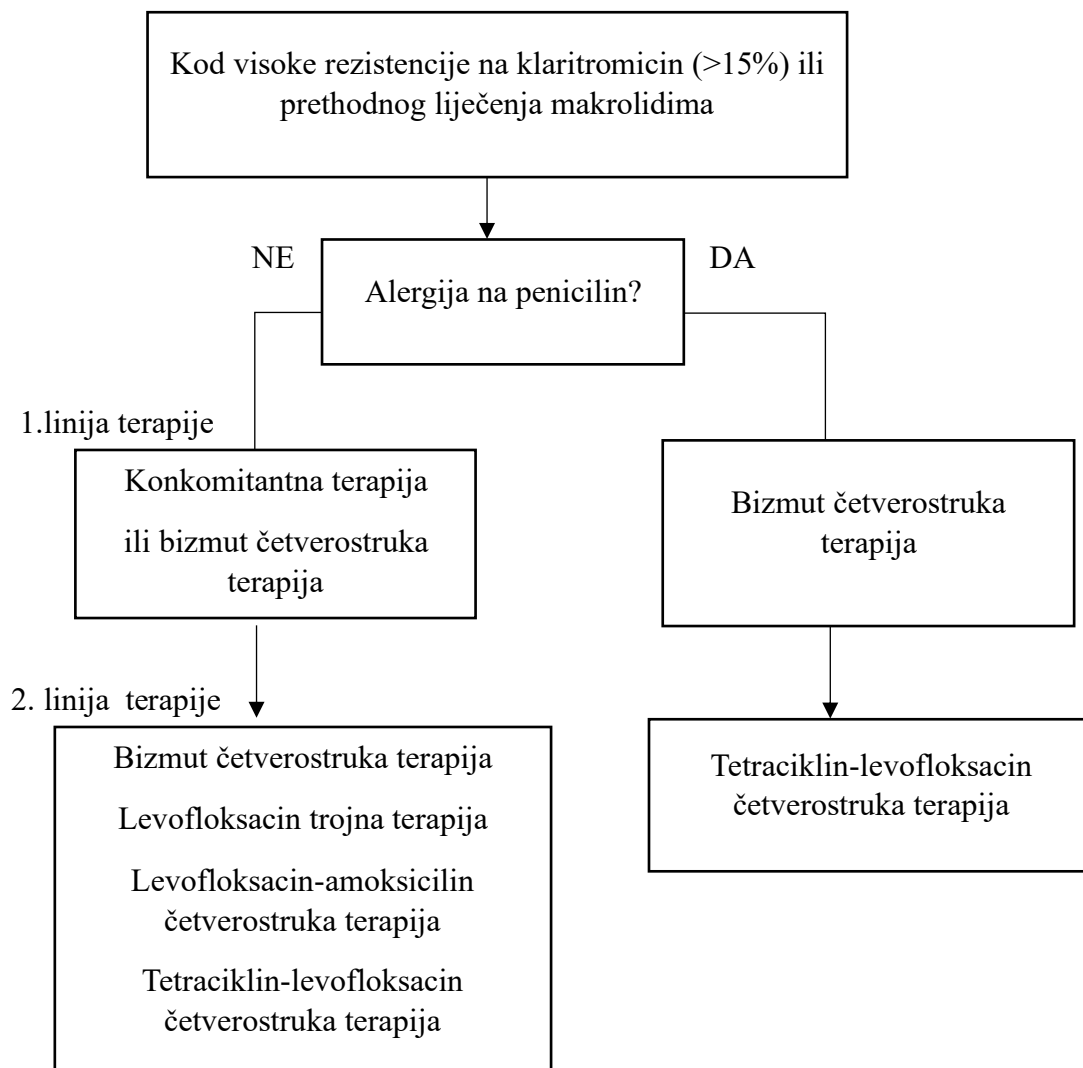 Kod visoke rezistencije na klaritromicin (>15%) ili
prethodnog liječenja makrolidima
NE
DA
Alergija na penicilin?
1.linija terapije
Konkomitantna terapija
ili bizmut četverostruka
terapija
Bizmut četverostruka
terapija
2. linija  terapije
Bizmut četverostruka terapija
Levofloksacin trojna terapija
Levofloksacin-amoksicilin
četverostruka terapija
Tetraciklin-levofloksacin
četverostruka terapija
Tetraciklin-levofloksacin
četverostruka terapija